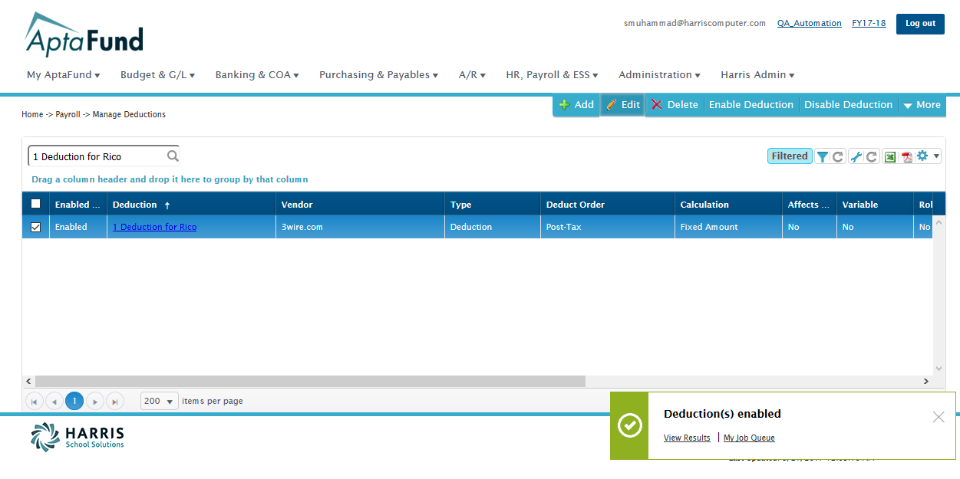 smuhammad@harriscomputer.com QA_Automation FY17-18 Log out
AptaFund
My AptaFund Budget & G/L Banking & COA Purchasing & Payables A/R HR, Payroll & ESS Administration Harris Admin
Add Edit Delete Enable Deduction Disable Deduction More
Home -> Payroll -> Manage Deductions
1 Deduction for Rico Filtered
Drag a column header and drop it here to group by that column
Enabled ... Deduction ↑ Vendor Type Deduct Order Calculation Affects ... Variable Rol
Enabled 1 Deduction for Rico 3wire.com Deduction Post-Tax Fixed Amount No No No
1 200 items per page
Deduction(s) enabled
View Results My Job Queue
HARRIS
School Solutions